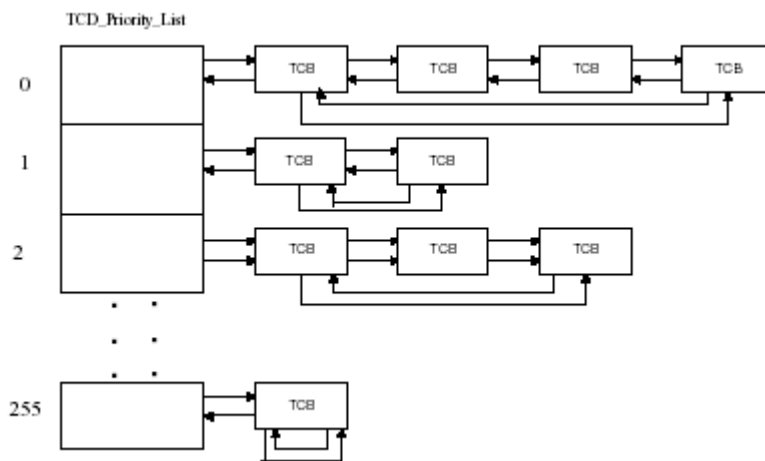 TCD_Priority_List
0 TCB TCB TCB TCB
1 TCB TCB
2 TCB TCB TCB
255 TCB